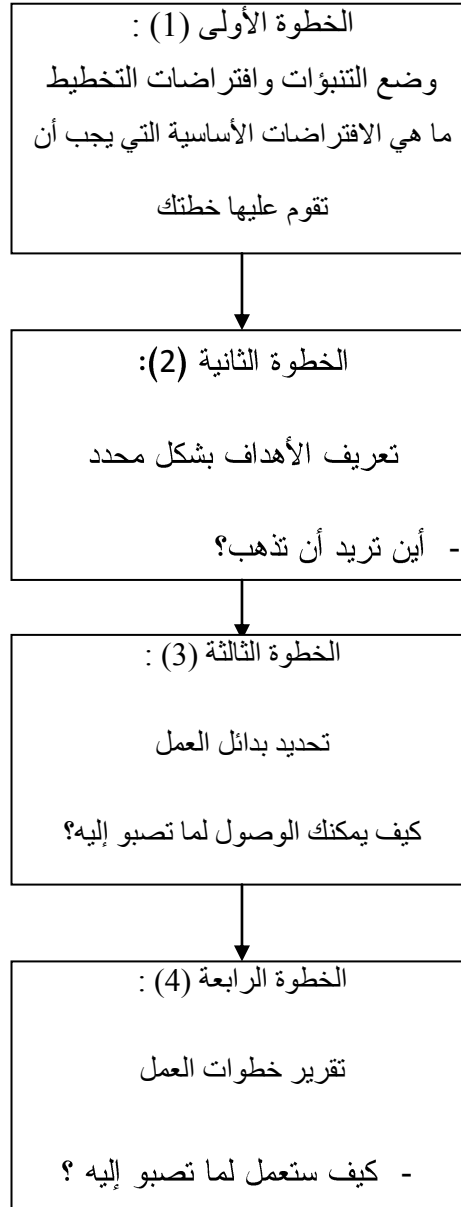 الخطوة الأولى (1) :
وضع التنبؤات وافتراضات التخطيط
ما هي الافتراضات الأساسية التي يجب أن
تقوم عليها خطتك
الخطوة الثانية (2):
تعريف الأهداف بشكل محدد
- أين تريد أن تذهب؟
الخطوة الثالثة (3) :
تحديد بدائل العمل
كيف يمكنك الوصول لما تصبو إليه؟
الخطوة الرابعة (4) :
تقرير خطوات العمل
- كيف ستعمل لما تصبو إليه ؟